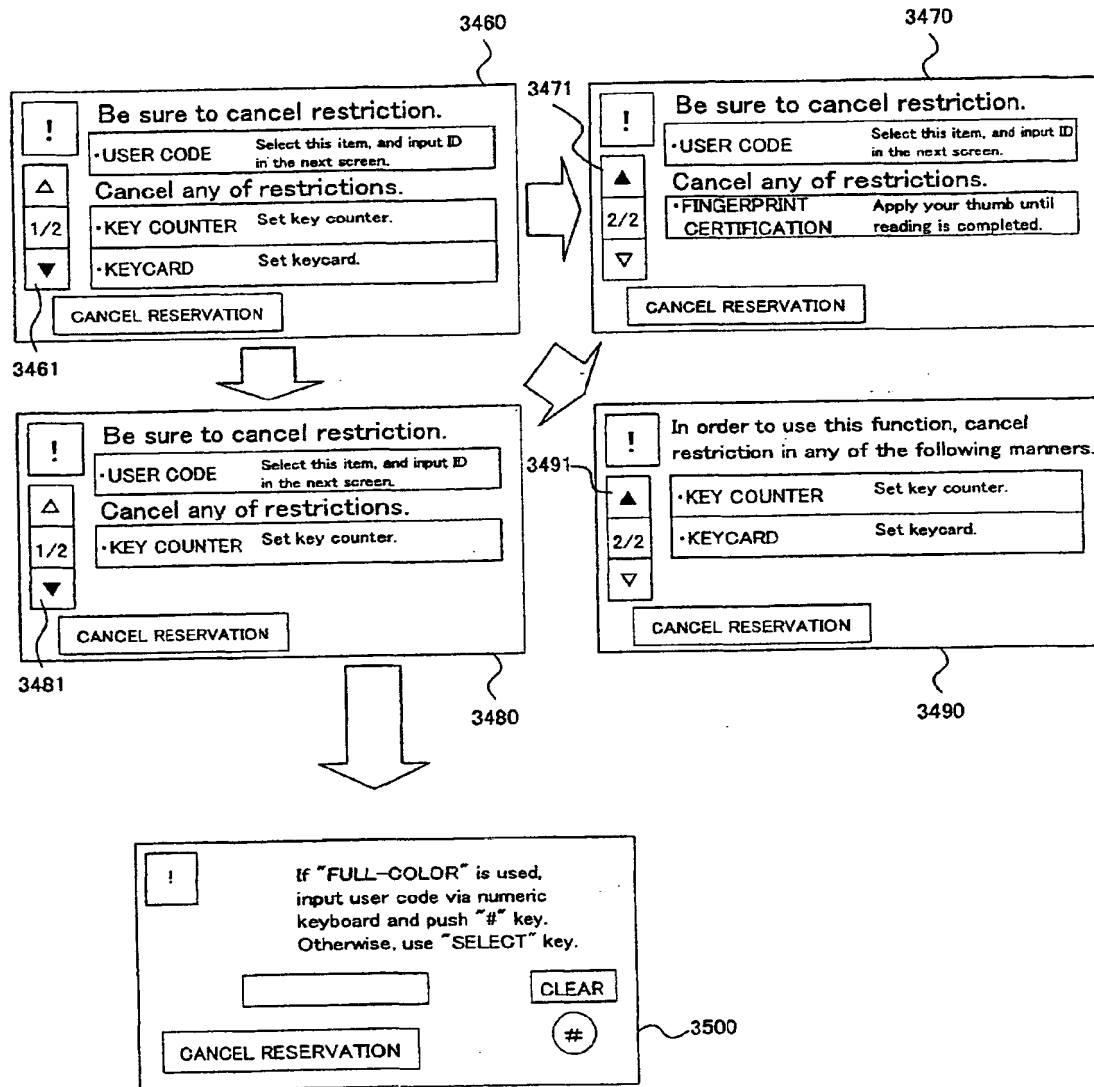 3460
3470
Be sure to cancel restriction.
!
·USER CODE Select this item, and input ID
in the next screen.
Cancel any of restrictions.
△
1/2
▼
·KEY COUNTER Set key counter.
·KEYCARD Set keycard.
CANCEL RESERVATION
3461
3471
Be sure to cancel restriction.
!
·USER CODE Select this item, and input ID
in the next screen.
Cancel any of restrictions.
▲
2/2
▽
·FINGERPRINT Apply your thumb until
CERTIFICATION reading is completed.
CANCEL RESERVATION
Be sure to cancel restriction.
!
·USER CODE Select this item, and input ID
in the next screen.
Cancel any of restrictions.
△
1/2
▼
·KEY COUNTER Set key counter.
CANCEL RESERVATION
3481
3480
3491
!
In order to use this function, cancel
restriction in any of the following manners.
▲
2/2
▽
·KEY COUNTER Set key counter.
·KEYCARD Set keycard.
CANCEL RESERVATION
3490
!
If "FULL-COLOR" is used,
input user code via numeric
keyboard and push "#" key.
Otherwise, use "SELECT" key.
CLEAR
#
CANCEL RESERVATION
3500